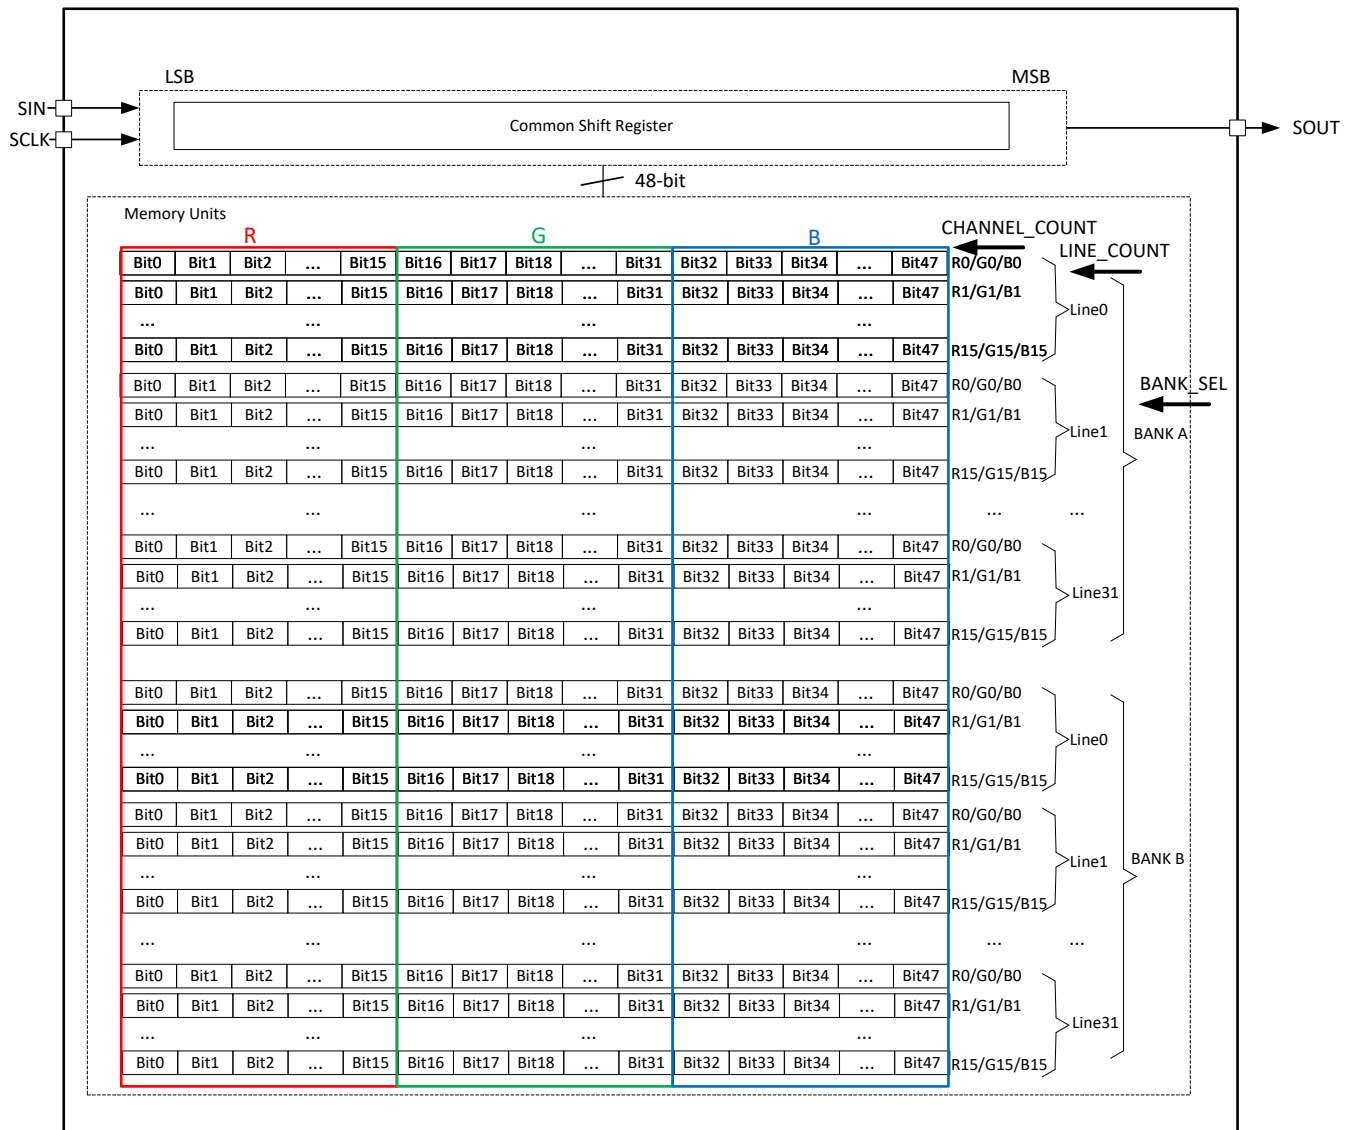 LSB MSB
SIN
Common Shift Register
SCLK SOUT
48-bit
Memory Units
R G B CHANNEL_COUNT
LINE_COUNT
Bit0 Bit1 Bit2 ... Bit15 Bit16 Bit17 Bit18 ... Bit31 Bit32 Bit33 Bit34 ... Bit47 R0/G0/B0
Bit0 Bit1 Bit2 ... Bit15 Bit16 Bit17 Bit18 ... Bit31 Bit32 Bit33 Bit34 ... Bit47 R1/G1/B1
Line0
... ... ... ...
Bit0 Bit1 Bit2 ... Bit15 Bit16 Bit17 Bit18 ... Bit31 Bit32 Bit33 Bit34 ... Bit47 R15/G15/B15
Bit0 Bit1 Bit2 ... Bit15 Bit16 Bit17 Bit18 ... Bit31 Bit32 Bit33 Bit34 ... Bit47 R0/G0/B0
BANK_SEL
Bit0 Bit1 Bit2 ... Bit15 Bit16 Bit17 Bit18 ... Bit31 Bit32 Bit33 Bit34 ... Bit47 R1/G1/B1
Line1 BANK A
... ... ... ...
Bit0 Bit1 Bit2 ... Bit15 Bit16 Bit17 Bit18 ... Bit31 Bit32 Bit33 Bit34 ... Bit47 R15/G15/B15
... ... ... ... ... ...
Bit0 Bit1 Bit2 ... Bit15 Bit16 Bit17 Bit18 ... Bit31 Bit32 Bit33 Bit34 ... Bit47 R0/G0/B0
Bit0 Bit1 Bit2 ... Bit15 Bit16 Bit17 Bit18 ... Bit31 Bit32 Bit33 Bit34 ... Bit47 R1/G1/B1
Line31
... ... ... ...
Bit0 Bit1 Bit2 ... Bit15 Bit16 Bit17 Bit18 ... Bit31 Bit32 Bit33 Bit34 ... Bit47 R15/G15/B15
Bit0 Bit1 Bit2 ... Bit15 Bit16 Bit17 Bit18 ... Bit31 Bit32 Bit33 Bit34 ... Bit47 R0/G0/B0
Bit0 Bit1 Bit2 ... Bit15 Bit16 Bit17 Bit18 ... Bit31 Bit32 Bit33 Bit34 ... Bit47 R1/G1/B1
Line0
... ... ... ...
Bit0 Bit1 Bit2 ... Bit15 Bit16 Bit17 Bit18 ... Bit31 Bit32 Bit33 Bit34 ... Bit47 R15/G15/B15
Bit0 Bit1 Bit2 ... Bit15 Bit16 Bit17 Bit18 ... Bit31 Bit32 Bit33 Bit34 ... Bit47 R0/G0/B0
Bit0 Bit1 Bit2 ... Bit15 Bit16 Bit17 Bit18 ... Bit31 Bit32 Bit33 Bit34 ... Bit47 R1/G1/B1
Line1 BANK B
... ... ... ...
Bit0 Bit1 Bit2 ... Bit15 Bit16 Bit17 Bit18 ... Bit31 Bit32 Bit33 Bit34 ... Bit47 R15/G15/B15
... ... ... ... ... ...
Bit0 Bit1 Bit2 ... Bit15 Bit16 Bit17 Bit18 ... Bit31 Bit32 Bit33 Bit34 ... Bit47 R0/G0/B0
Bit0 Bit1 Bit2 ... Bit15 Bit16 Bit17 Bit18 ... Bit31 Bit32 Bit33 Bit34 ... Bit47 R1/G1/B1
Line31
... ... ... ...
Bit0 Bit1 Bit2 ... Bit15 Bit16 Bit17 Bit18 ... Bit31 Bit32 Bit33 Bit34 ... Bit47 R15/G15/B15